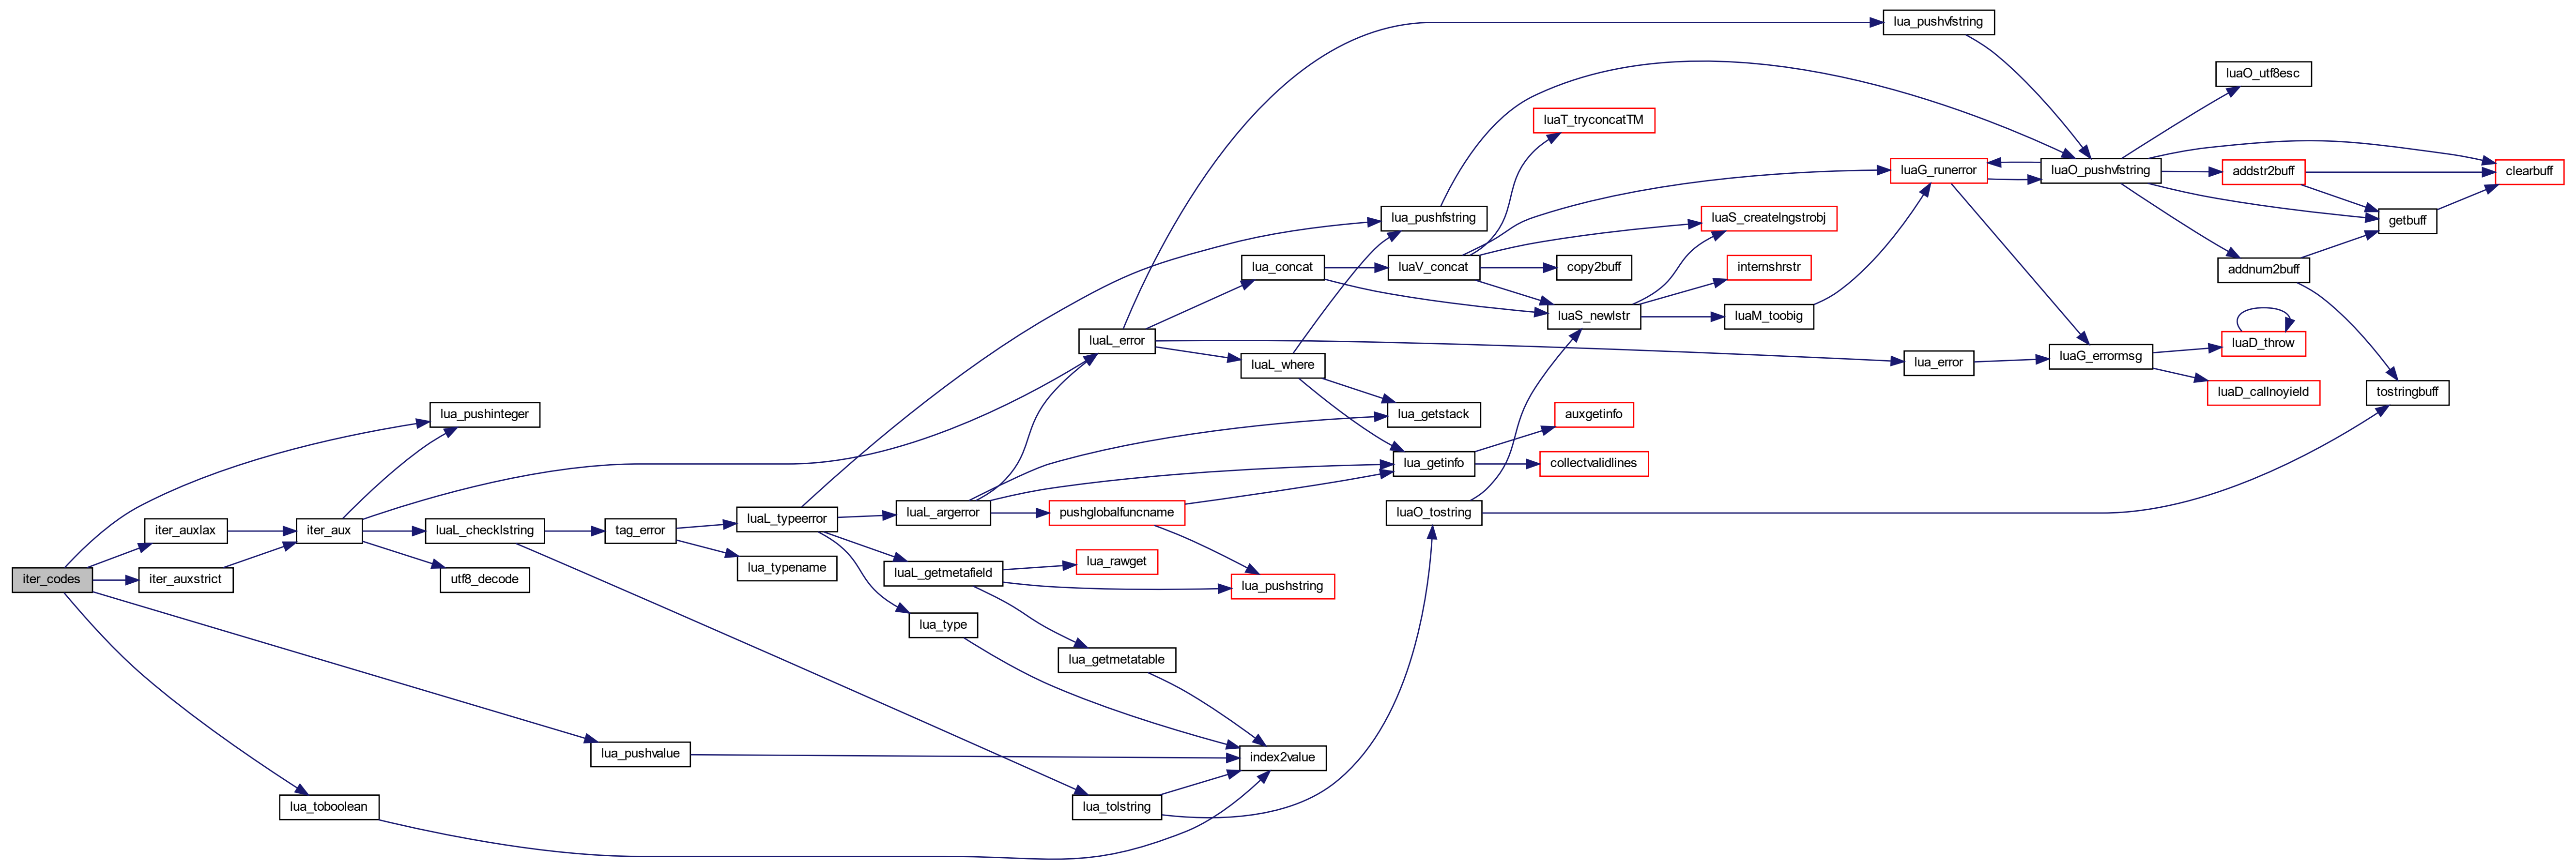 lua_pushvfstring
luaO_utf8esc
luaT_tryconcatTM
luaG_runerror
luaO_pushvfstring
addstr2buff
clearbuff
lua_pushfstring
luaS_createlngstrobj
getbuff
lua_concat
luaV_concat
copy2buff
internshrstr
addnum2buff
luaS_newlstr
luaM_toobig
luaL_error
luaD_throw
luaL_where
lua_error
luaG_errormsg
luaD_callnoyield
tostringbuff
lua_pushinteger
lua_getstack
auxgetinfo
lua_getinfo
collectvalidlines
iter_auxlax
iter_aux
luaL_checklstring
tag_error
luaL_typeerror
luaL_argerror
pushglobalfuncname
luaO_tostring
iter_codes
iter_auxstrict
utf8_decode
lua_typename
luaL_getmetafield
lua_rawget
lua_pushstring
lua_type
lua_getmetatable
lua_pushvalue
index2value
lua_toboolean
lua_tolstring